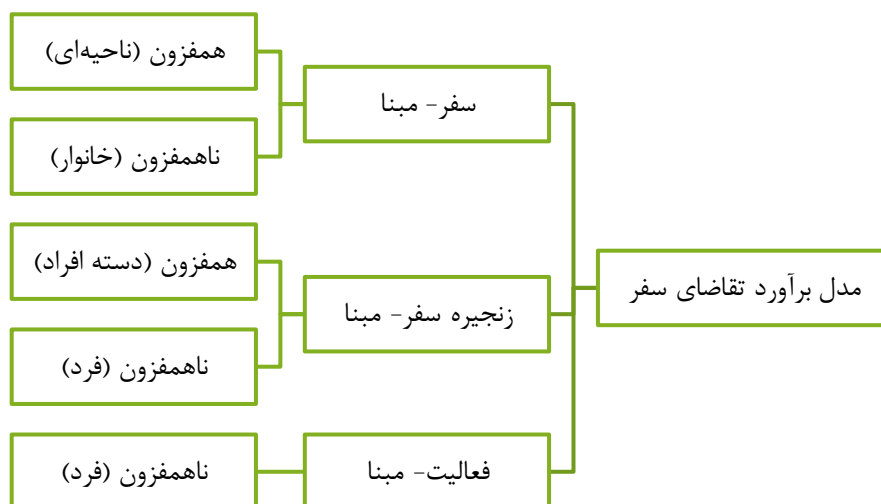 مدل برآورد تقاضای سفر
سفر- مبنا
همفزون (ناحیه‌ای)
ناهمفزون (خانوار)
زنجیره سفر- مبنا
همفزون (دسته افراد)
ناهمفزون (فرد)
فعالیت- مبنا
ناهمفزون (فرد)